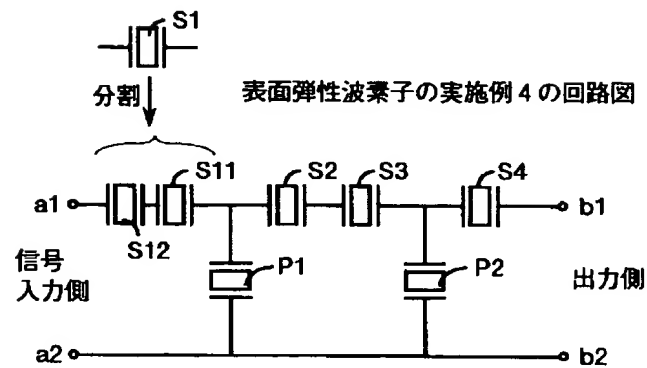 S1
分割
表面弾性波素子の実施例4の回路図
S11
S2
S3
S4
a1
b1
S12
信号
入力側
P1
P2
出力側
a2
b2